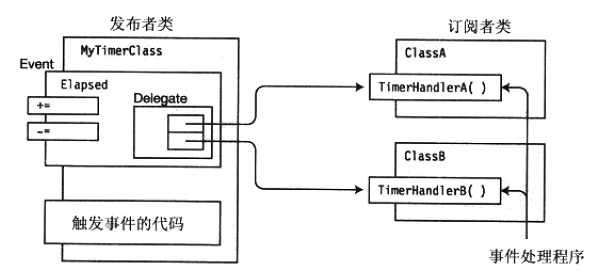 发布者类
MyTimerClass
Event
Elapsed
+=
-=
Delegate
触发事件的代码
订阅者类
ClassA
TimerHandlerA( )
ClassB
TimerHandlerB( )
事件处理程序